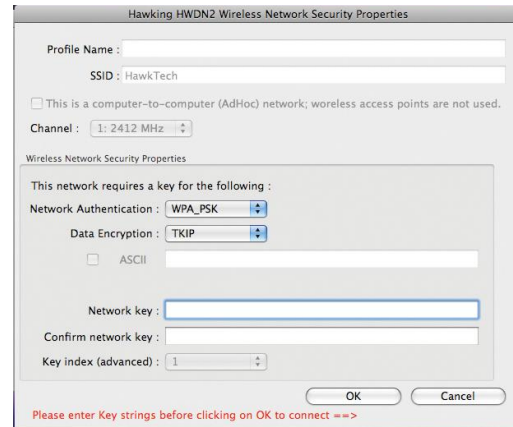 Hawking HWDN2 Wireless Network Security Properties
Profile Name :
SSID : HawkTech
This is a computer-to-computer (AdHoc) network; woreless access points are not used.
Channel : 1: 2412 MHz
Wireless Network Security Properties
This network requires a key for the following :
Network Authentication : WPA_PSK
Data Encryption : TKIP
ASCII
Network key :
Confirm network key :
Key index (advanced) : 1
OK Cancel
Please enter Key strings before clicking on OK to connect ==>